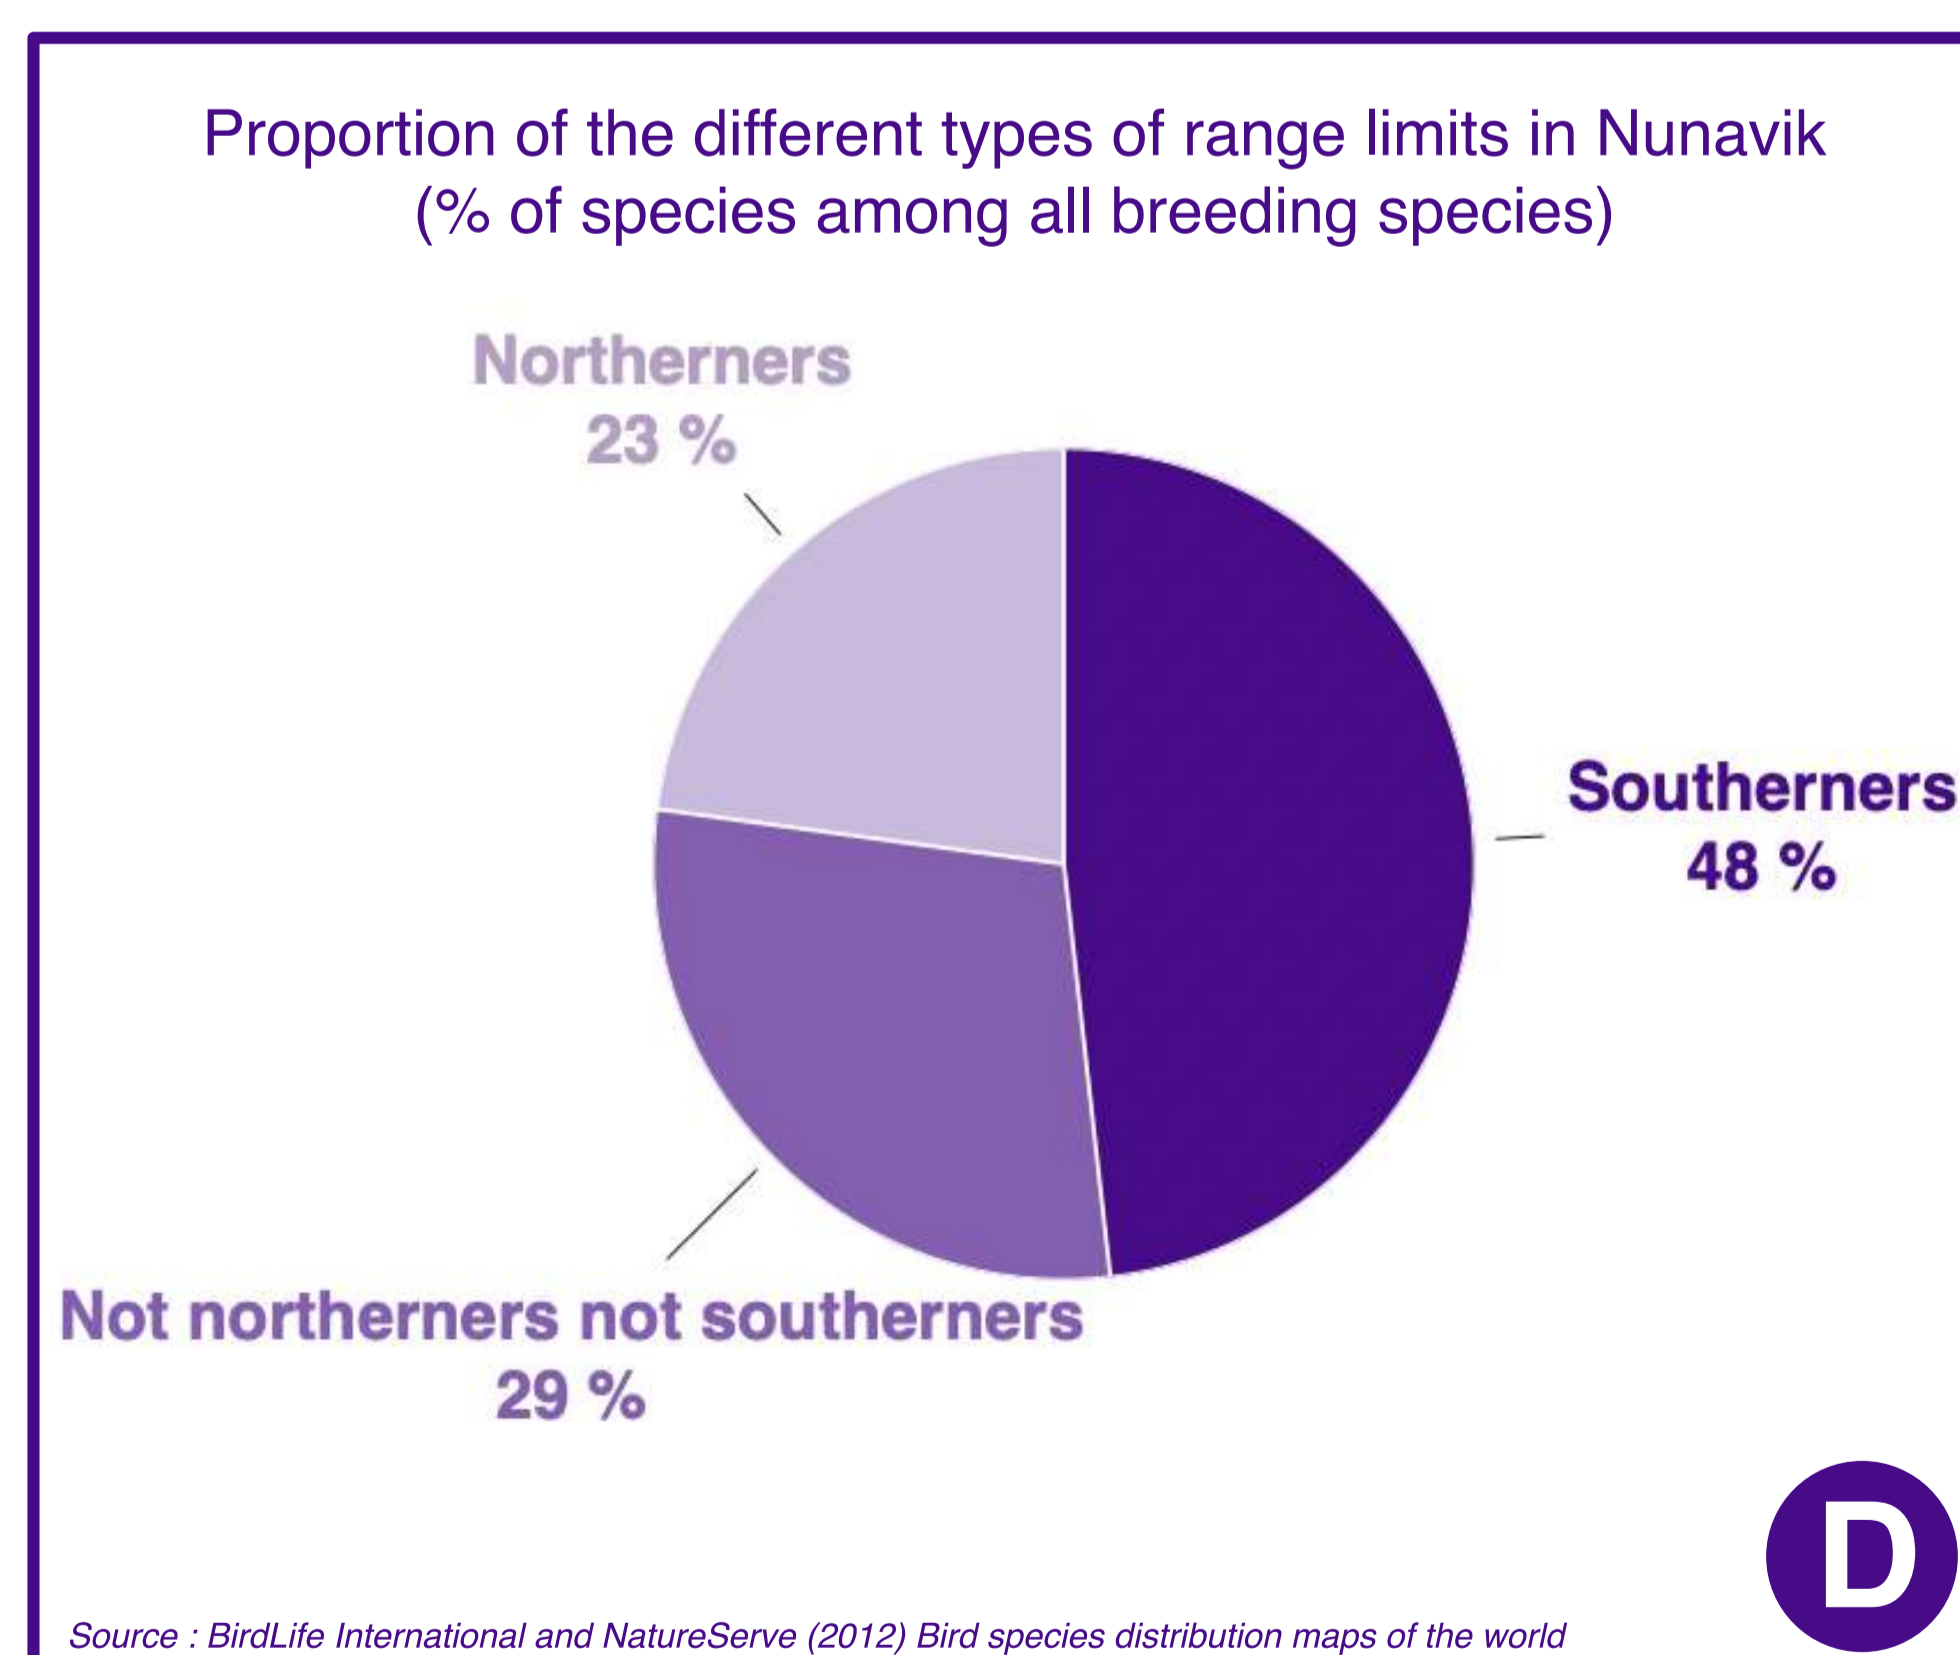 Proportion of the different types of range limits in Nunavik
(% of species among all breeding species)
Northerners
23 %
Southerners
48 %
Not northerners not southerners
29 %
D
Source : BirdLife International and NatureServe (2012) Bird species distribution maps of the world